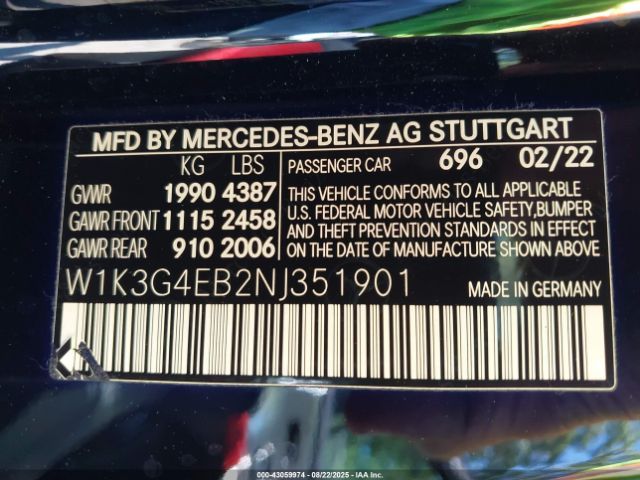 MFD BY MERCEDES-BENZ AG STUTTGART
KG LBS
GVWR 1990 4387
GAWR FRONT 1115 2458
GAWR REAR 910 2006
PASSENGER CAR 696 02/22
THIS VEHICLE CONFORMS TO ALL APPLICABLE
U.S. FEDERAL MOTOR VEHICLE SAFETY,BUMPER
AND THEFT PREVENTION STANDARDS IN EFFECT
ON THE DATE OF MANUFACTURE SHOWN ABOVE.
W1K3G4EB2NJ351901 MADE IN GERMANY
000-43059974 | 08/22/2025 | IAA Inc.